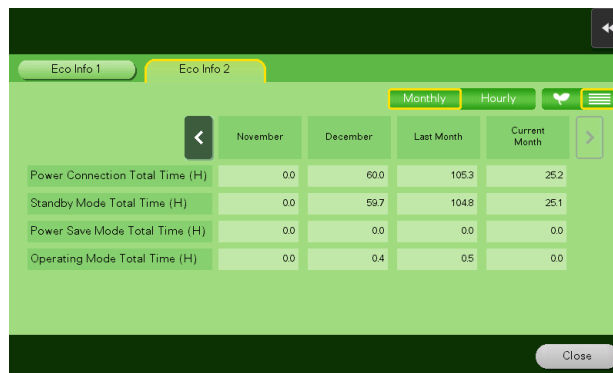 Eco Info 1
Eco Info 2
Monthly
Hourly
November
December
Last Month
Current
Month
Power Connection Total Time (H) 0.0 60.0 105.3 25.2
Standby Mode Total Time (H) 0.0 59.7 104.8 25.1
Power Save Mode Total Time (H) 0.0 0.0 0.0 0.0
Operating Mode Total Time (H) 0.0 0.4 0.5 0.0
Close